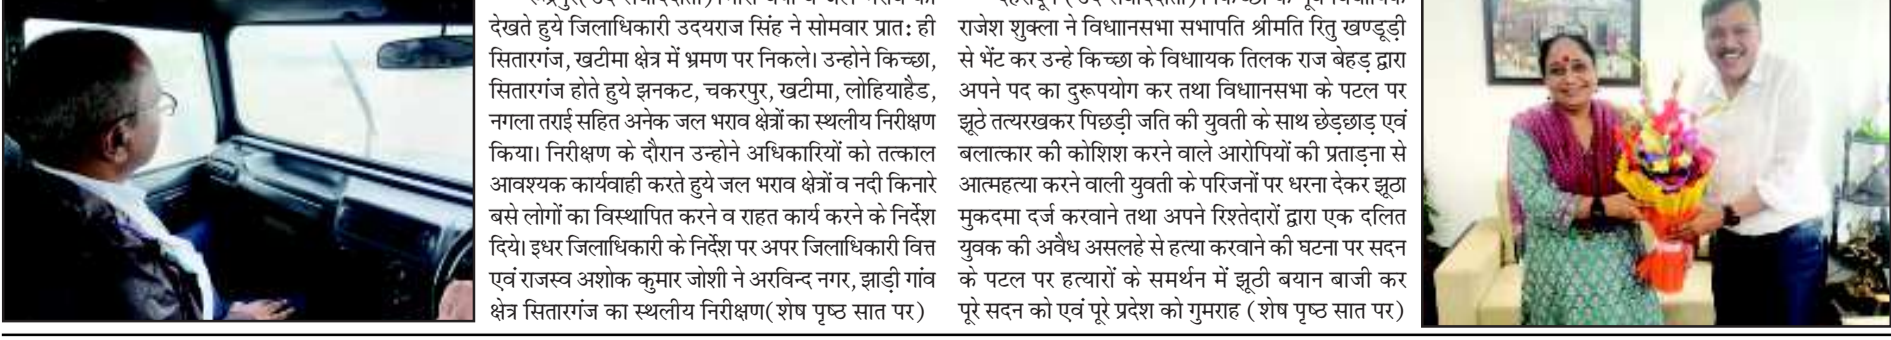 देखते हुये जिलाधिकारी उदयराज सिंह ने सोमवार प्रात: ही
सितारगंज, खटीमा क्षेत्र में भ्रमण पर निकले। उन्होने किच्छा,
सितारगंज होते हुये झनकट, चकरपुर, खटीमा, लोहियाहैड,
नगला तराई सहित अनेक जल भराव क्षेत्रों का स्थलीय निरीक्षण
किया। निरीक्षण के दौरान उन्होने अधिकारियों को तत्काल
आवश्यक कार्यवाही करते हुये जल भराव क्षेत्रों व नदी किनारे
बसे लोगों का विस्थापित करने व राहत कार्य करने के निर्देश
दिये। इधर जिलाधिकारी के निर्देश पर अपर जिलाधिकारी वित्त
एवं राजस्व अशोक कुमार जोशी ने अरविन्द नगर, झाड़ी गांव
क्षेत्र सितारगंज का स्थलीय निरीक्षण(शेष पृष्ठ सात पर)
राजेश शुक्ला ने विधाानसभा सभापति श्रीमति रितु खण्डूड़ी
से भेंट कर उन्हे किच्छा के विधाायक तिलक राज बेहड़ द्वारा
अपने पद का दुरूपयोग कर तथा विधाानसभा के पटल पर
झूठे तत्यरखकर पिछड़ी जति की युवती के साथ छेड़छाड़ एवं
बलात्कार की कोशिश करने वाले आरोपियों की प्रताड़ना से
आत्महत्या करने वाली युवती के परिजनों पर धरना देकर झूठा
मुकदमा दर्ज करवाने तथा अपने रिश्तेदारों द्वारा एक दलित
युवक की अवैध असलहे से हत्या करवाने की घटना पर सदन
के पटल पर हत्यारों के समर्थन में झूठी बयान बाजी कर
पूरे सदन को एवं पूरे प्रदेश को गुमराह (शेष पृष्ठ सात पर)